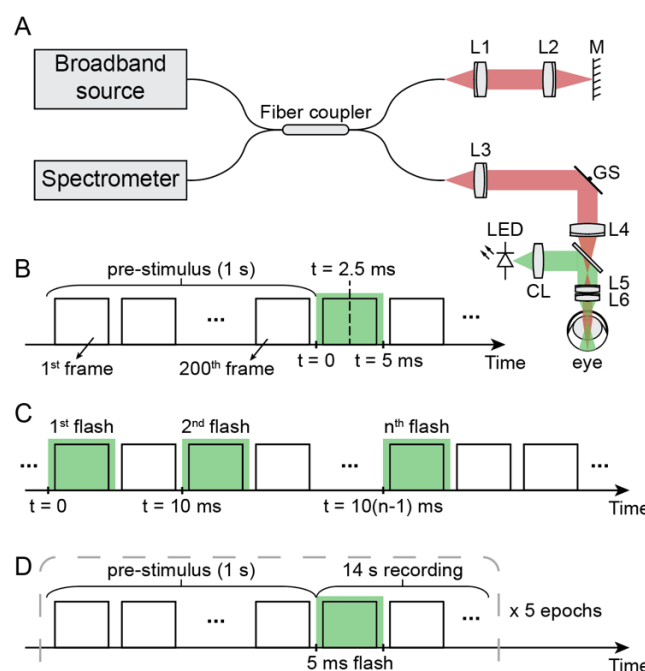 A
Broadband
source
Spectrometer
Fiber coupler
L1
L2
M
L3
GS
L4
LED
CL
L5
L6
eye
B
pre-stimulus (1 s)
t = 2.5 ms
...
...
1st frame
200th frame
t = 0
t = 5 ms
Time
C
1st flash
2nd flash
nth flash
...
...
...
t = 0
t = 10 ms
t = 10(n-1) ms
Time
D
pre-stimulus (1 s)
14 s recording
...
...
x 5 epochs
5 ms flash
Time